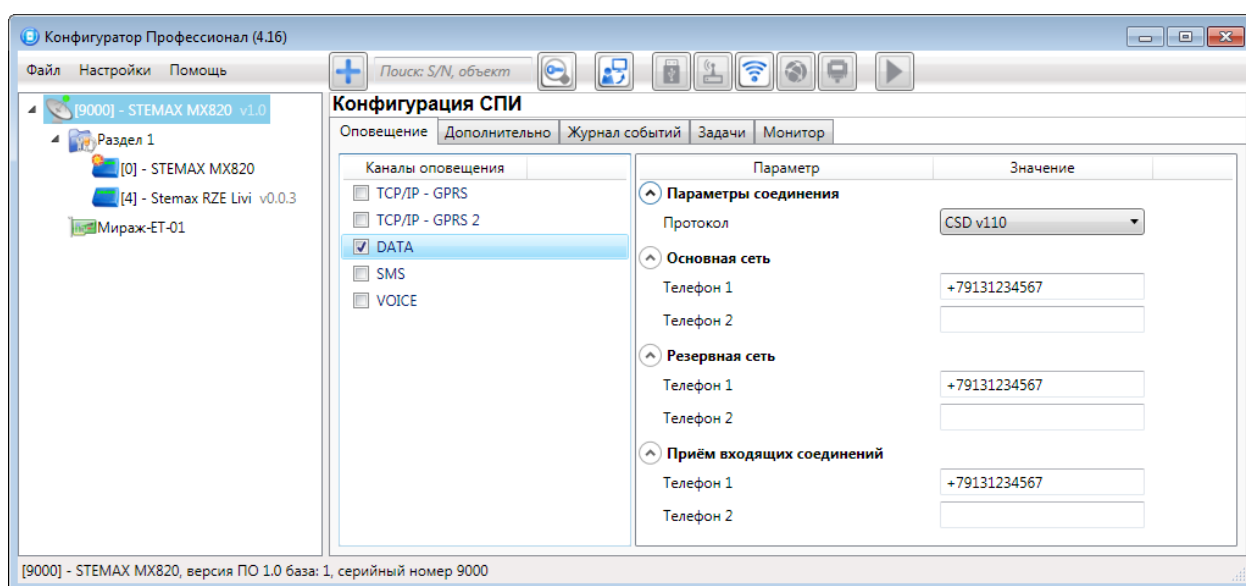 Конфигуратор Профессионал (4.16)
Файл Настройки Помощь Поиск: S/N, объект
[9000] - STEMAX MX820 v1.0
Раздел 1
[0] - STEMAX MX820
[4] - Stemax RZE Livi v0.0.3
Мираж-ET-01
Конфигурация СПИ
Оповещение Дополнительно Журнал событий Задачи Монитор
Каналы оповещения
TCP/IP - GPRS
TCP/IP - GPRS 2
DATA
SMS
VOICE
Параметр Значение
Параметры соединения
Протокол CSD v110
Основная сеть
Телефон 1 +79131234567
Телефон 2
Резервная сеть
Телефон 1 +79131234567
Телефон 2
Приём входящих соединений
Телефон 1 +79131234567
Телефон 2
[9000] - STEMAX MX820, версия ПО 1.0 база: 1, серийный номер 9000